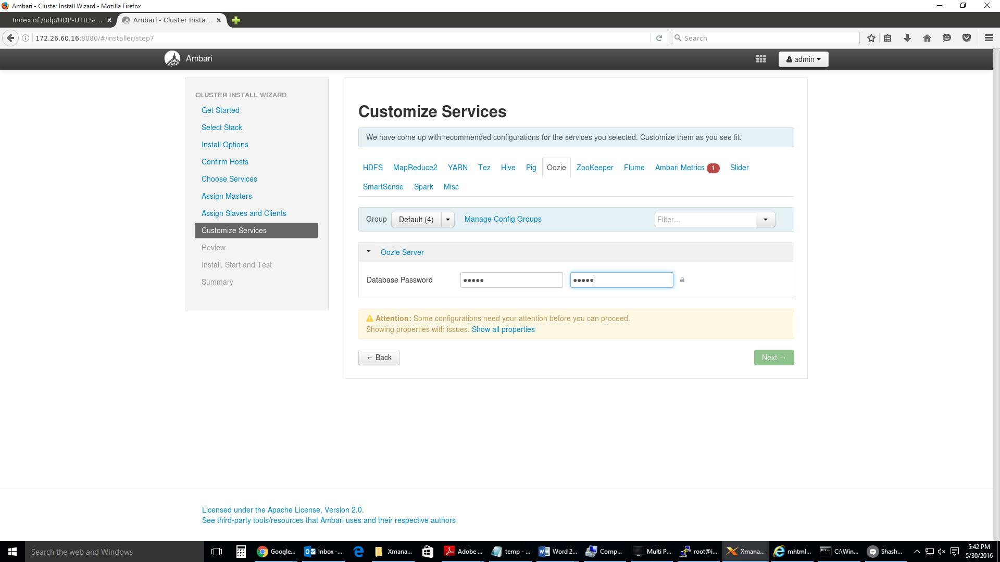 Ambari - Cluster Install Wizard - Mozilla Firefox
Index of /hdp/HDP-UTILS-...
Ambari - Cluster Insta...
172.26.60.16:8080/#/installer/step7
Search
Ambari
admin
CLUSTER INSTALL WIZARD
Get Started
Select Stack
Install Options
Confirm Hosts
Choose Services
Assign Masters
Assign Slaves and Clients
Customize Services
Review
Install, Start and Test
Summary
Customize Services
We have come up with recommended configurations for the services you selected. Customize them as you see fit.
HDFS MapReduce2 YARN Tez Hive Pig Oozie ZooKeeper Flume Ambari Metrics 1 Slider
SmartSense Spark Misc
Group Default (4) Manage Config Groups Filter...
Oozie Server
Database Password ●●●●● ●●●●●
Attention: Some configurations need your attention before you can proceed.
Showing properties with issues. Show all properties
← Back
Next →
Licensed under the Apache License, Version 2.0.
See third-party tools/resources that Ambari uses and their respective authors
Search the web and Windows
Google...
Inbox -...
Xmana...
Adobe ...
temp - ...
Word 2...
Comp...
Multi P...
root@i...
Xmana...
mhtml...
C:\Win...
Shash...
5:42 PM
5/30/2016